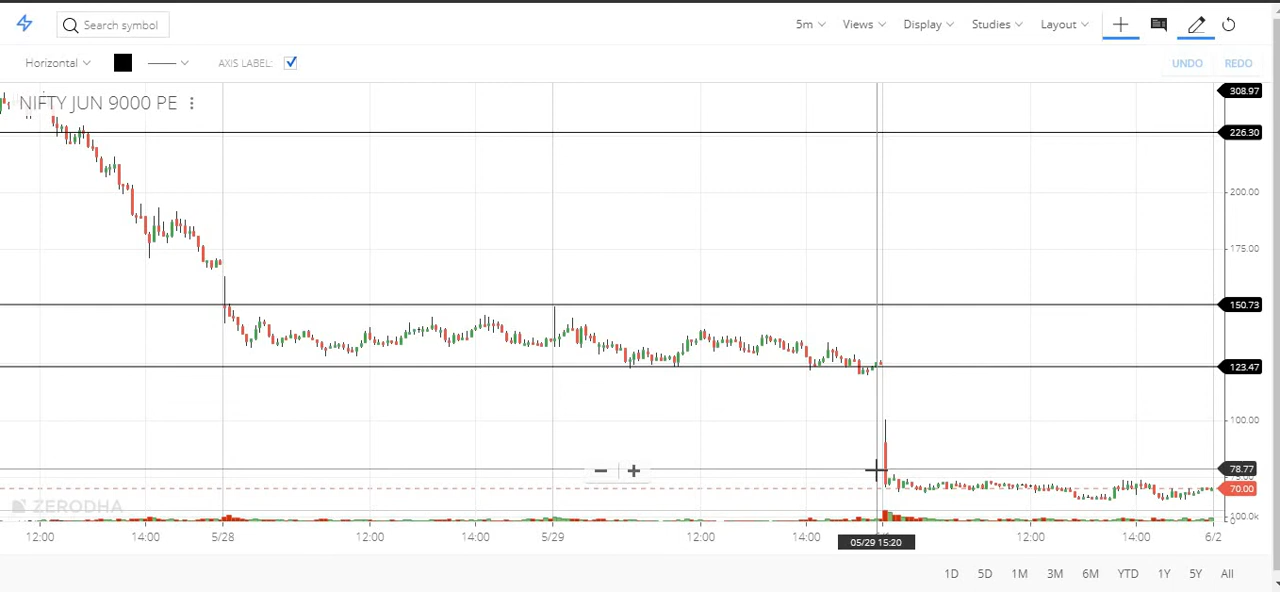 Search symbol 5m Views Display Studies Layout
Horizontal AXIS LABEL: UNDO REDO
NIFTY JUN 9000 PE
308.97
226.30
200.00
175.00
150.73
123.47
100.00
78.77
70.00
ZERODHA
100.0k
0
12:00 14:00 5/28 12:00 14:00 5/29 12:00 14:00 12:00 14:00 6/2
05/29 15:20
1D 5D 1M 3M 6M YTD 1Y 5Y All